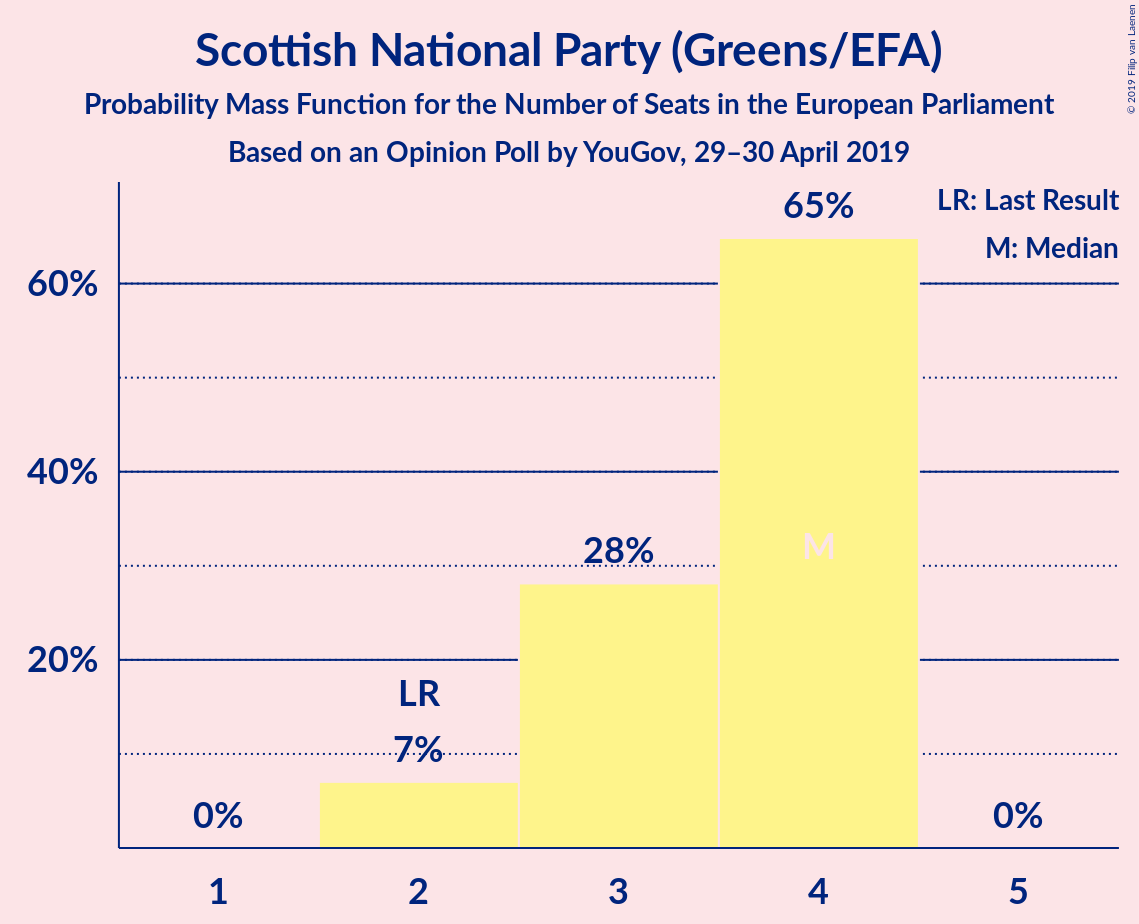 Scottish National Party (Greens/EFA)
Probability Mass Function for the Number of Seats in the European Parliament
Based on an Opinion Poll by YouGov, 29–30 April 2019
© 2019 Filip van Laenen
LR: Last Result
M: Median
65%
60%
40%
28%
M
20%
LR
7%
0%
0%
1
2
3
4
5